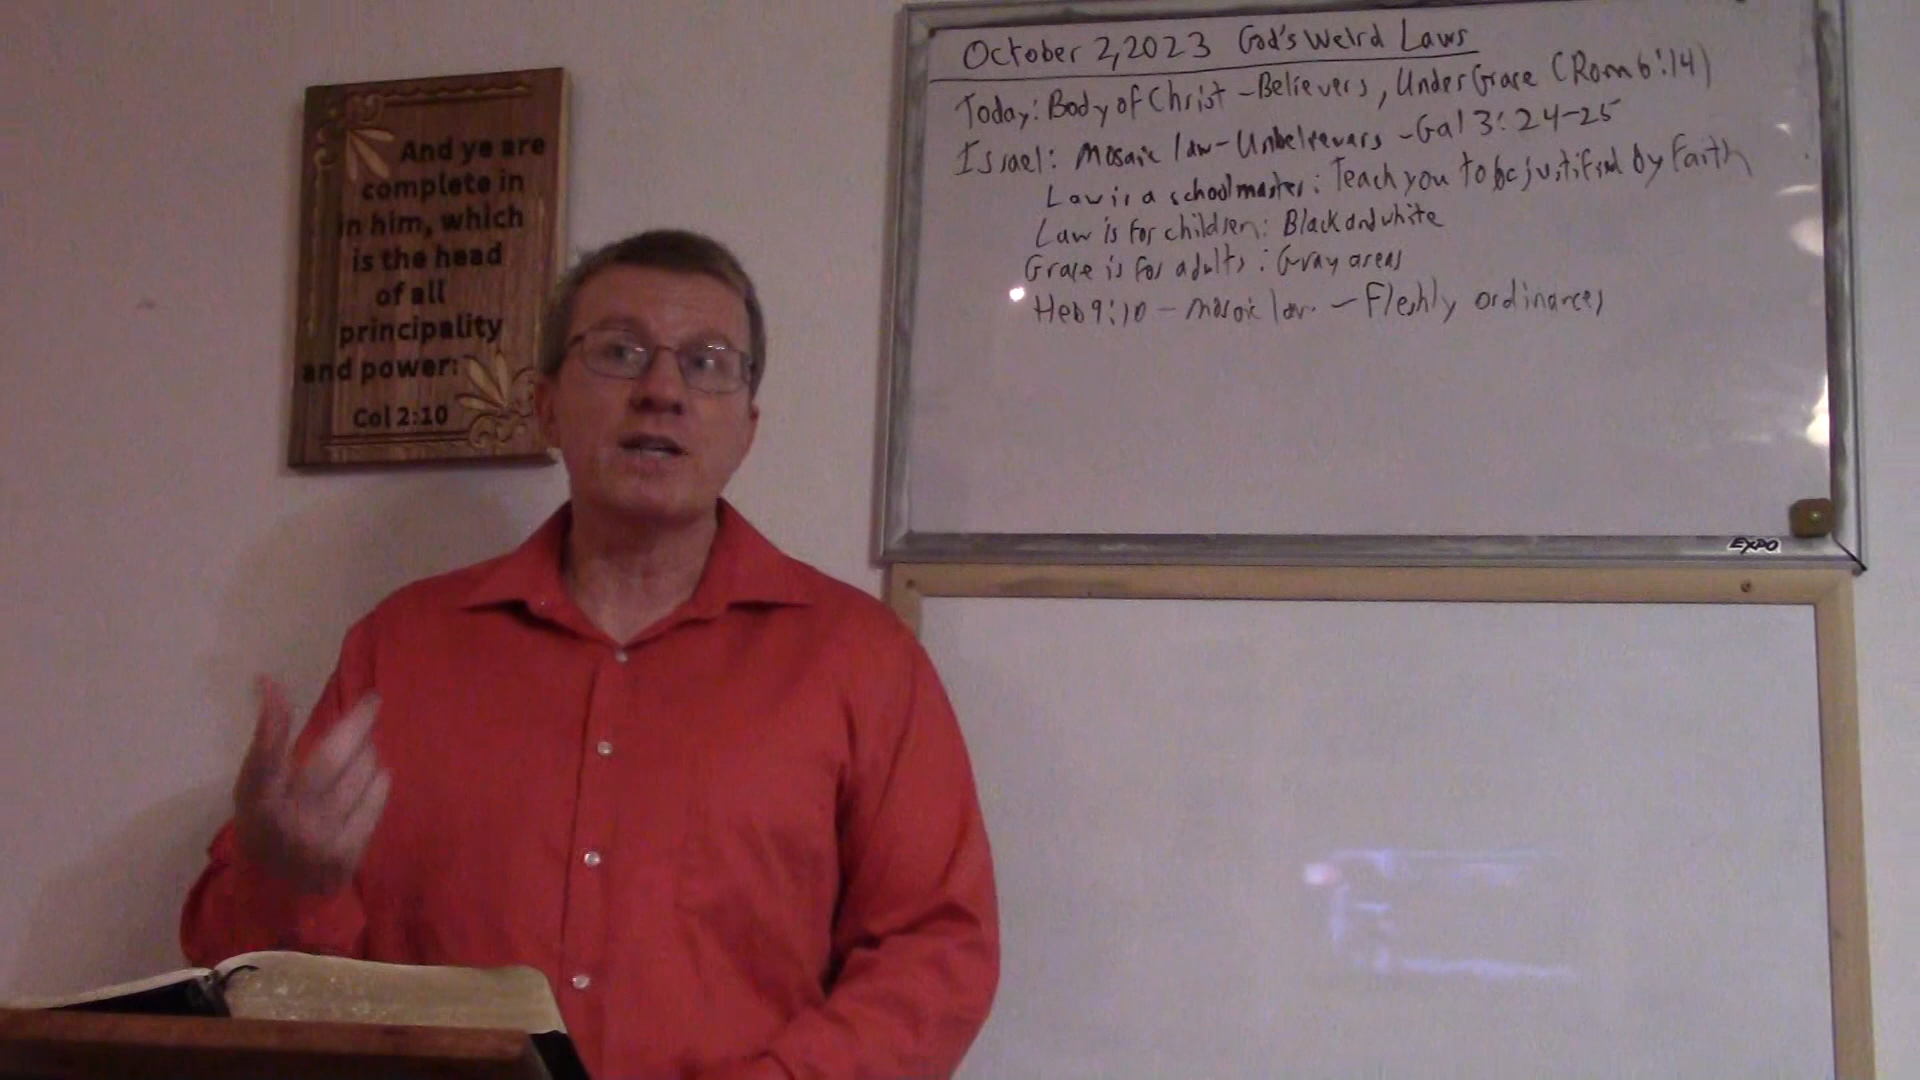 And ye are
complete in
in him, which
is the head
of all
principality
and power:
Col 2:10
October 2, 2023 God's Weird Laws
Today: Body of Christ - Believers, Under Grace (Rom 6:14)
Israel: Mosaic law - Unbelievers - Gal 3:24-25
Law is a schoolmaster: Teach you to be justified by Faith
Law is for children: Black and white
Grace is for adults: Gray areas
Heb 9:10 - Mosaic law - Fleshly ordinances
EXPO